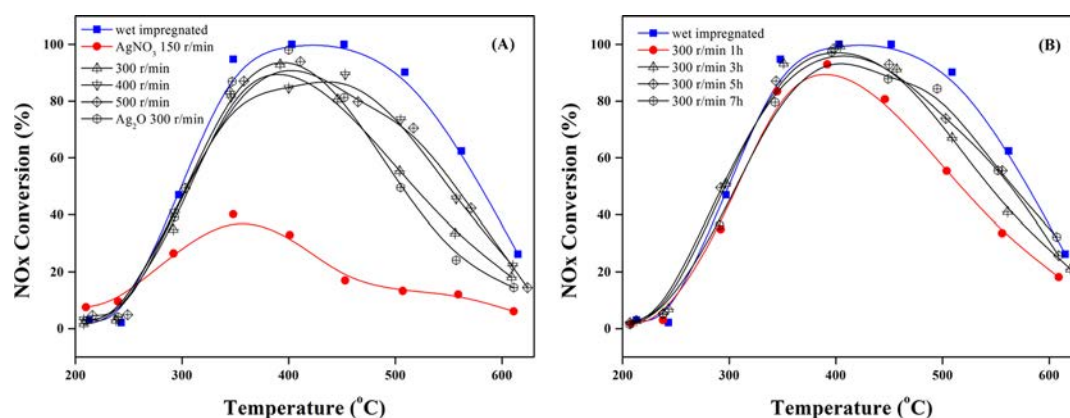 wet impregnated
AgNO₃ 150 r/min
300 r/min
400 r/min
500 r/min
Ag₂O 300 r/min
(A)
NOx Conversion (%)
100
80
60
40
20
0
200 300 400 500 600
Temperature (°C)
wet impregnated
300 r/min 1h
300 r/min 3h
300 r/min 5h
300 r/min 7h
(B)
NOx Conversion (%)
100
80
60
40
20
0
200 300 400 500 600
Temperature (°C)